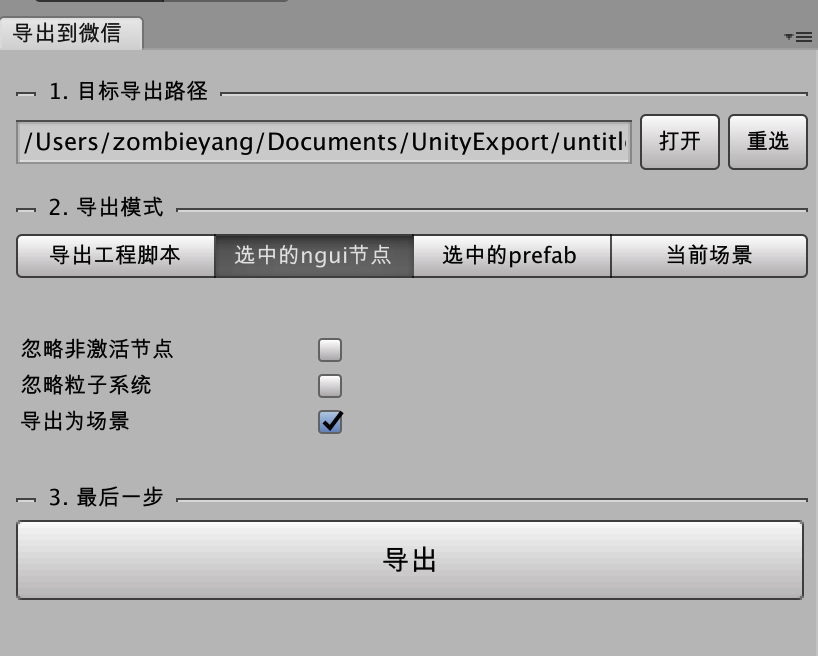 导出到微信
1. 目标导出路径
/Users/zombieyang/Documents/UnityExport/untitl 打开 重选
2. 导出模式
导出工程脚本 选中的ngui节点 选中的prefab 当前场景
忽略非激活节点
忽略粒子系统
导出为场景
3. 最后一步
导出